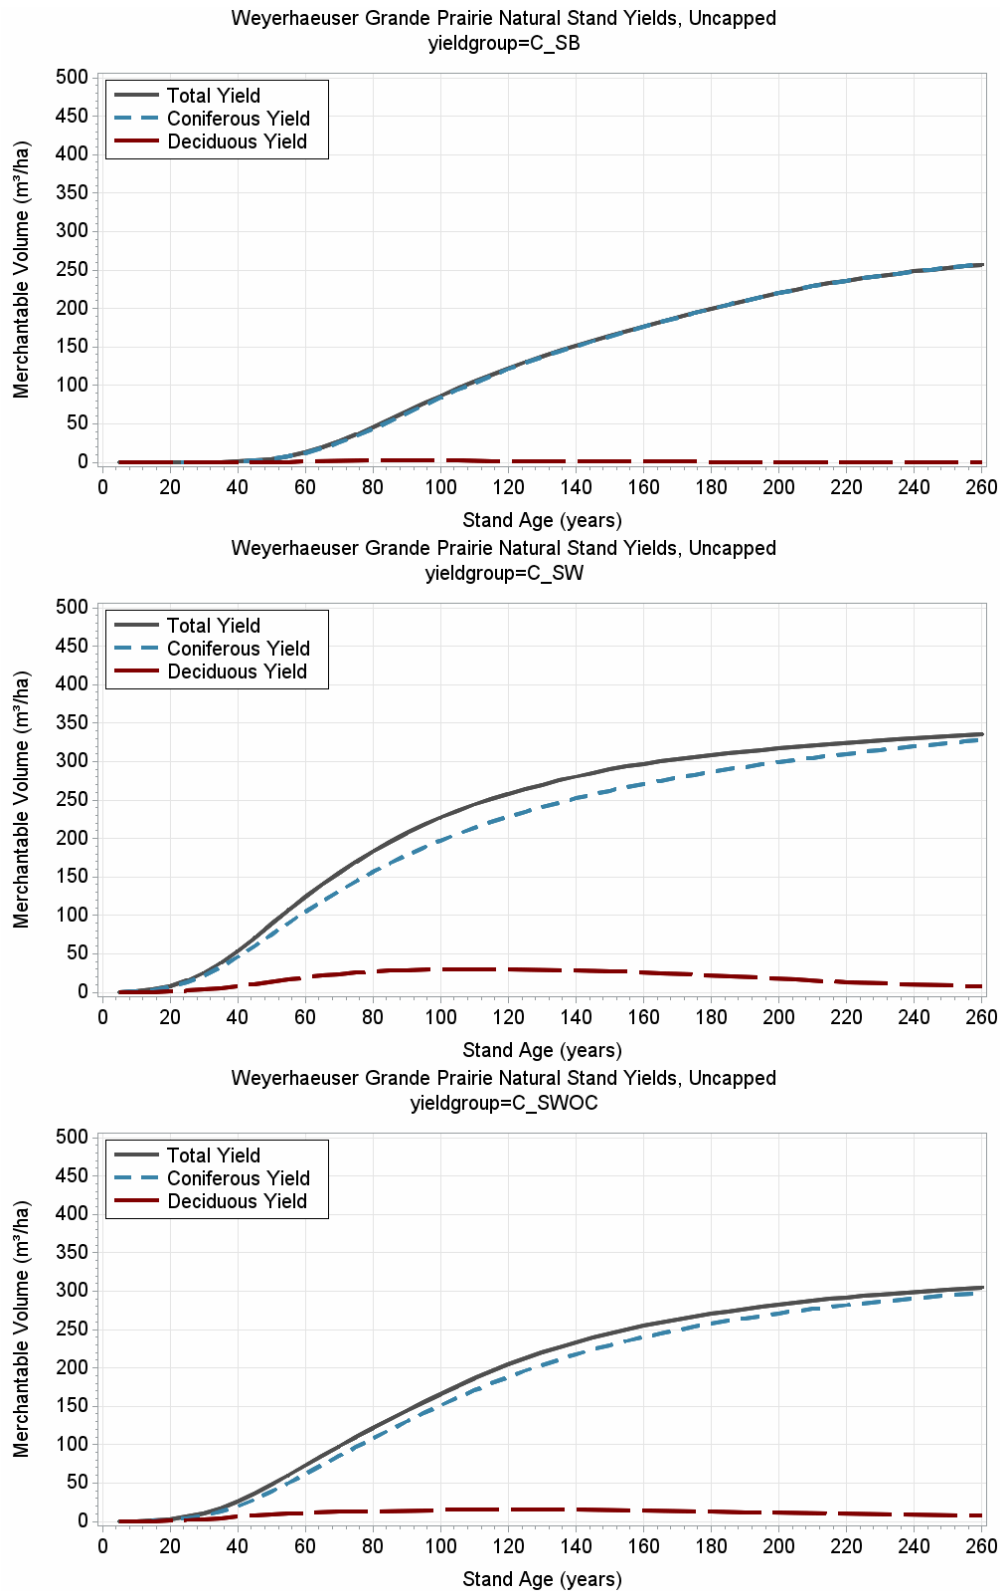 Weyerhaeuser Grande Prairie Natural Stand Yields, Uncapped
yieldgroup=C_SB
500
450
400
350
300
250
200
150
100
50
0
Merchantable Volume (m³/ha)
Total Yield
Coniferous Yield
Deciduous Yield
0 20 40 60 80 100 120 140 160 180 200 220 240 260
Stand Age (years)
Weyerhaeuser Grande Prairie Natural Stand Yields, Uncapped
yieldgroup=C_SW
500
450
400
350
300
250
200
150
100
50
0
Merchantable Volume (m³/ha)
Total Yield
Coniferous Yield
Deciduous Yield
0 20 40 60 80 100 120 140 160 180 200 220 240 260
Stand Age (years)
Weyerhaeuser Grande Prairie Natural Stand Yields, Uncapped
yieldgroup=C_SWOC
500
450
400
350
300
250
200
150
100
50
0
Merchantable Volume (m³/ha)
Total Yield
Coniferous Yield
Deciduous Yield
0 20 40 60 80 100 120 140 160 180 200 220 240 260
Stand Age (years)